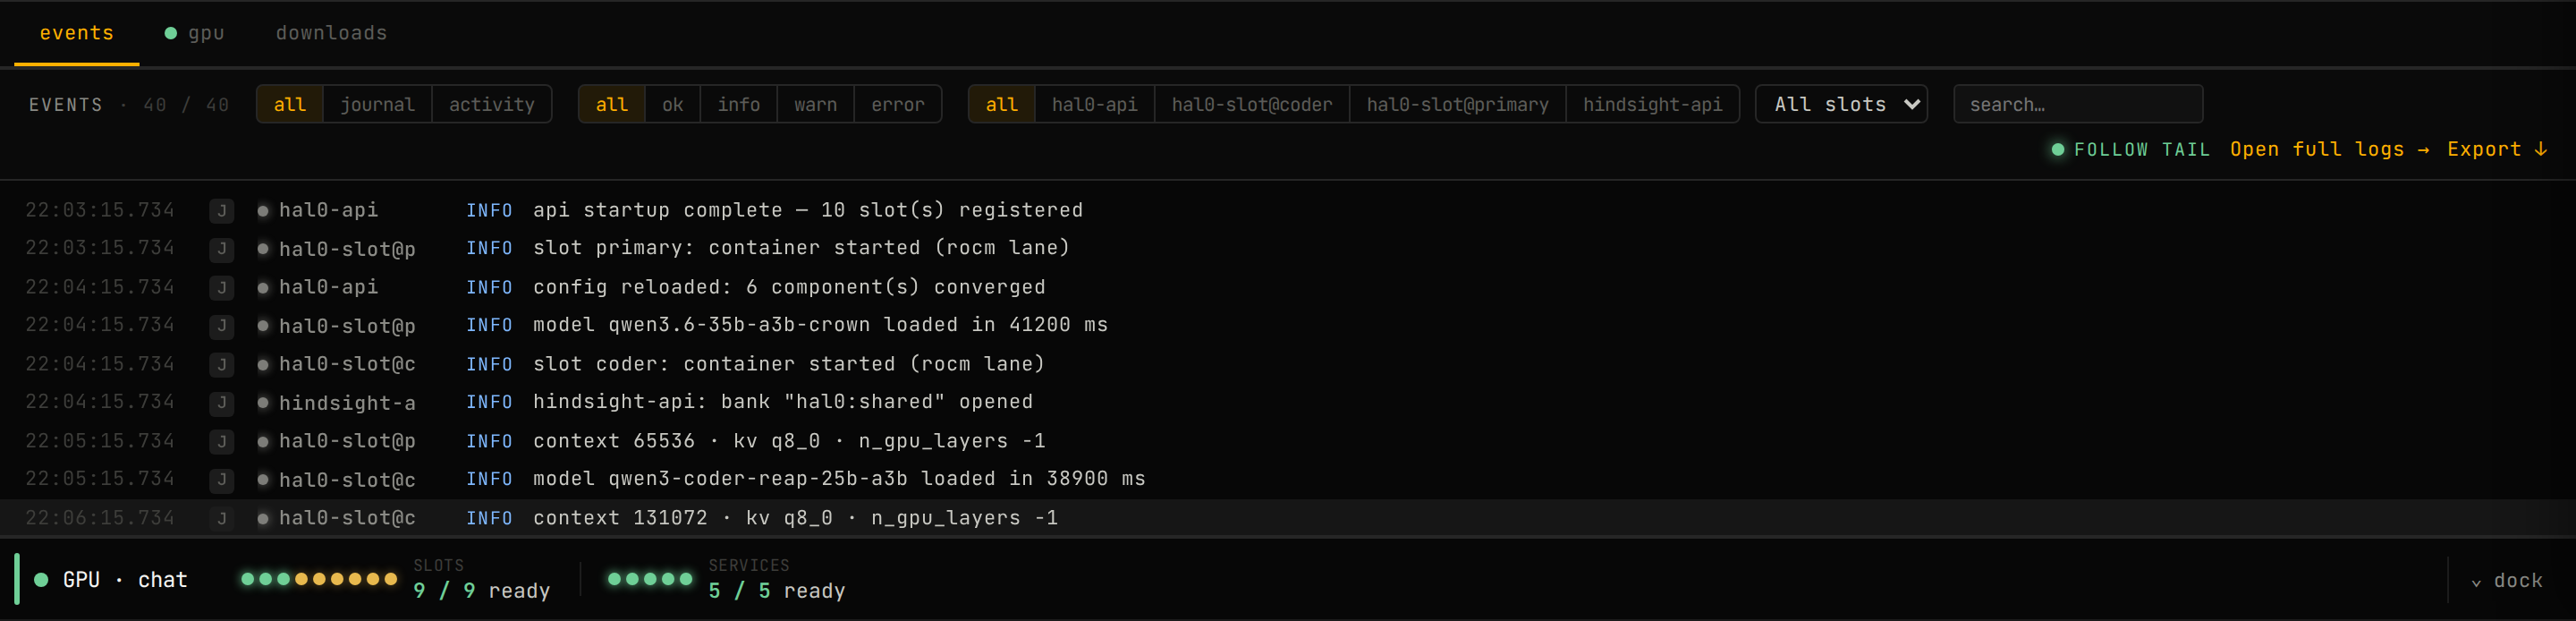 events gpu downloads
EVENTS · 40 / 40 all journal activity all ok info warn error all hal0-api hal0-slot@coder hal0-slot@primary hindsight-api All slots search…
FOLLOW TAIL Open full logs → Export ↓
22:03:15.734 J hal0-api INFO api startup complete — 10 slot(s) registered
22:03:15.734 J hal0-slot@p INFO slot primary: container started (rocm lane)
22:04:15.734 J hal0-api INFO config reloaded: 6 component(s) converged
22:04:15.734 J hal0-slot@p INFO model qwen3.6-35b-a3b-crown loaded in 41200 ms
22:04:15.734 J hal0-slot@c INFO slot coder: container started (rocm lane)
22:04:15.734 J hindsight-a INFO hindsight-api: bank "hal0:shared" opened
22:05:15.734 J hal0-slot@p INFO context 65536 · kv q8_0 · n_gpu_layers -1
22:05:15.734 J hal0-slot@c INFO model qwen3-coder-reap-25b-a3b loaded in 38900 ms
22:06:15.734 J hal0-slot@c INFO context 131072 · kv q8_0 · n_gpu_layers -1
GPU · chat
SLOTS
9 / 9 ready
SERVICES
5 / 5 ready
dock